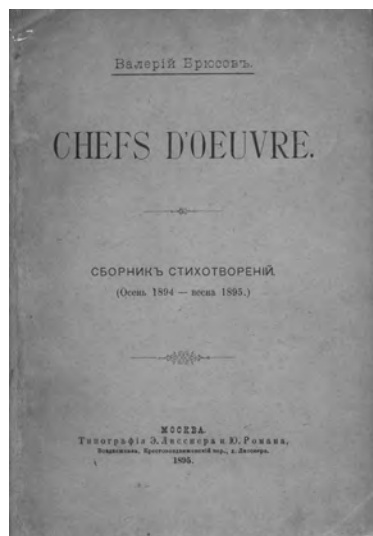 Валерій Брюсовъ.
CHEFS D'OEUVRE.
СБОРНИКЪ СТИХОТВОРЕНІЙ.
(Осень 1894 — весна 1895.)
МОСКВА.
Типографія Э. Лисснера и Ю. Романа,
Воздвиженка, Крестовоздвиженскій пер., д. Лисснера.
1895.